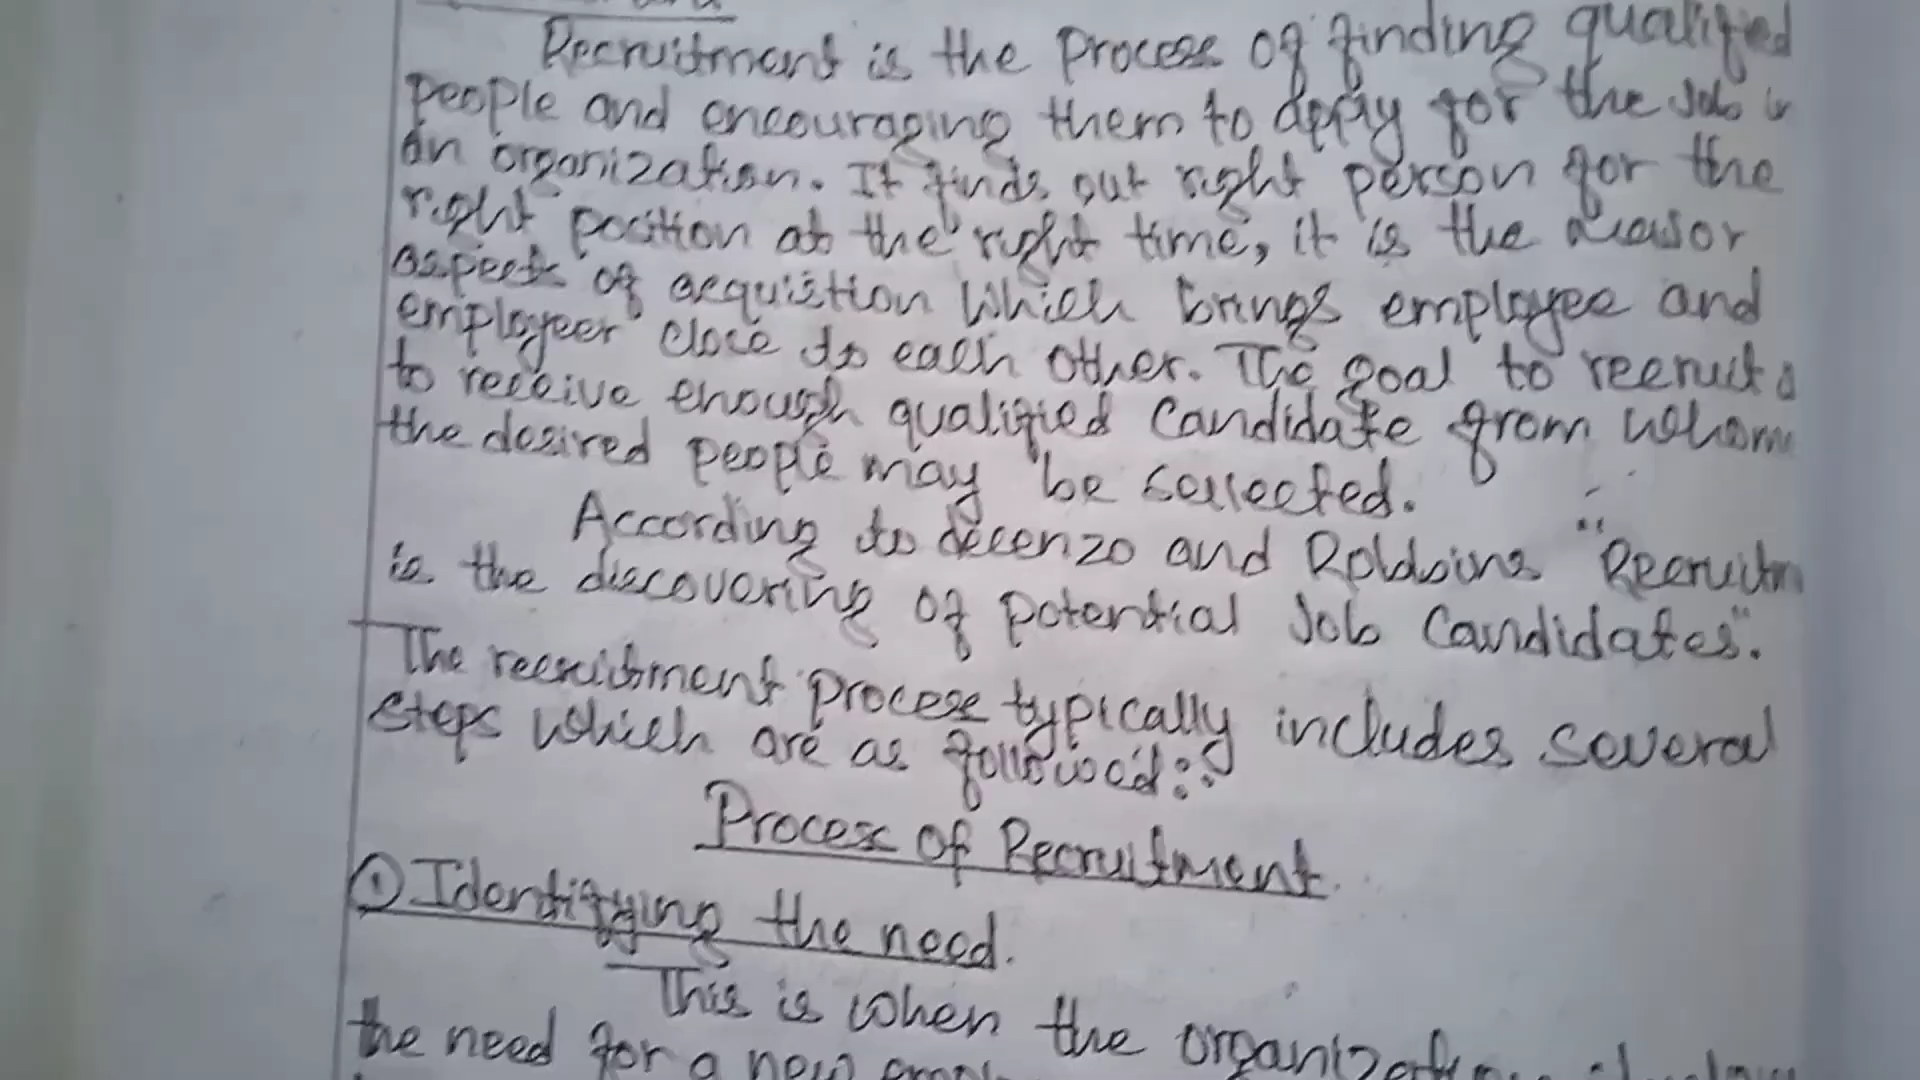 Recruitment is the process of finding qualified
people and encouraging them to apply for the Job in
an organization. It finds out right person for the
right position at the right time, it is the
aspects of acquistion which brings employee and
employeer close to each other. The goal to recruit
to receive enough qualified candidate from whom
the desired people may be sellected.
According to decenzo and Robbins "Recruitm
is the discovering of potential Job candidates".
The recruitment process typically includes several
steps which are as followed:-
Process of Recruitment.
① Identifying the need.
This is when the organization
the need for a new